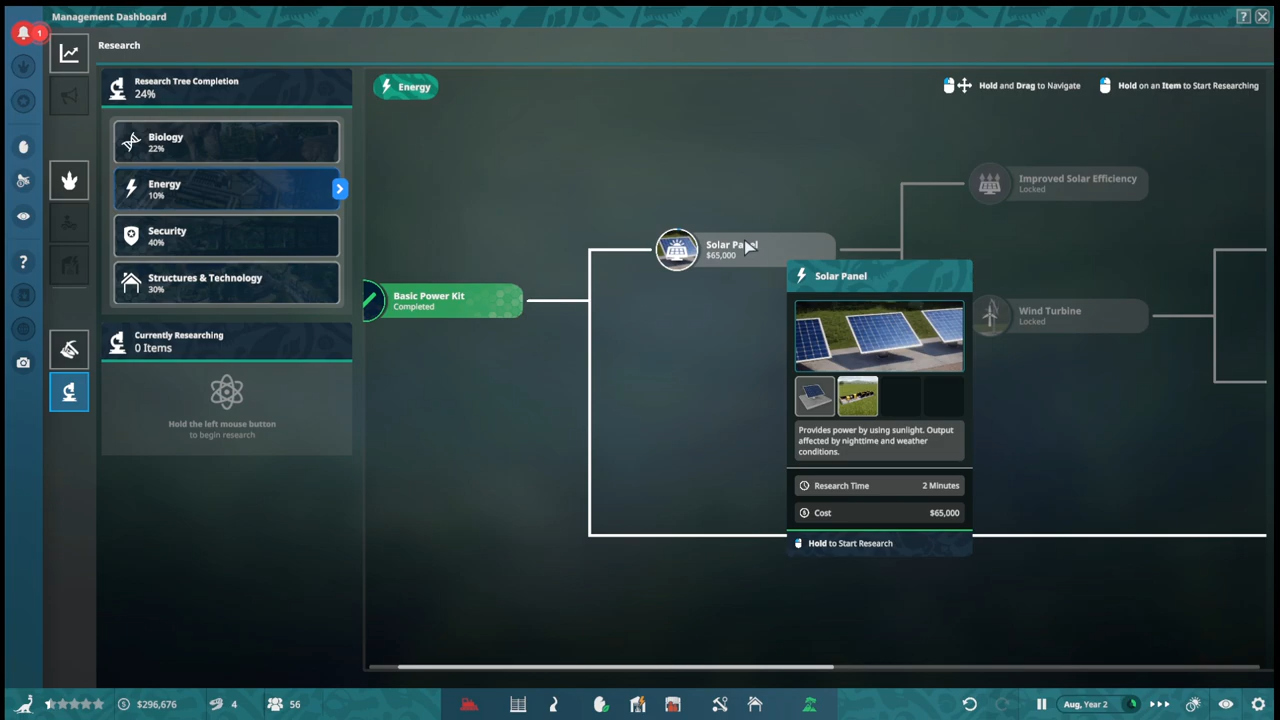 Management Dashboard
?
1
Research
Research Tree Completion
24%
Energy
Hold and Drag to Navigate
Hold on an Item to Start Researching
Biology
22%
Energy
10%
Security
40%
Structures & Technology
30%
Currently Researching
0 Items
Hold the left mouse button
to begin research
Basic Power Kit
Completed
Solar Panel
$65,000
Improved Solar Efficiency
Locked
Wind Turbine
Locked
Solar Panel
Provides power by using sunlight. Output
affected by nighttime and weather
conditions.
Research Time 2 Minutes
Cost $65,000
Hold to Start Research
?
$296,676
4
56
Aug, Year 2